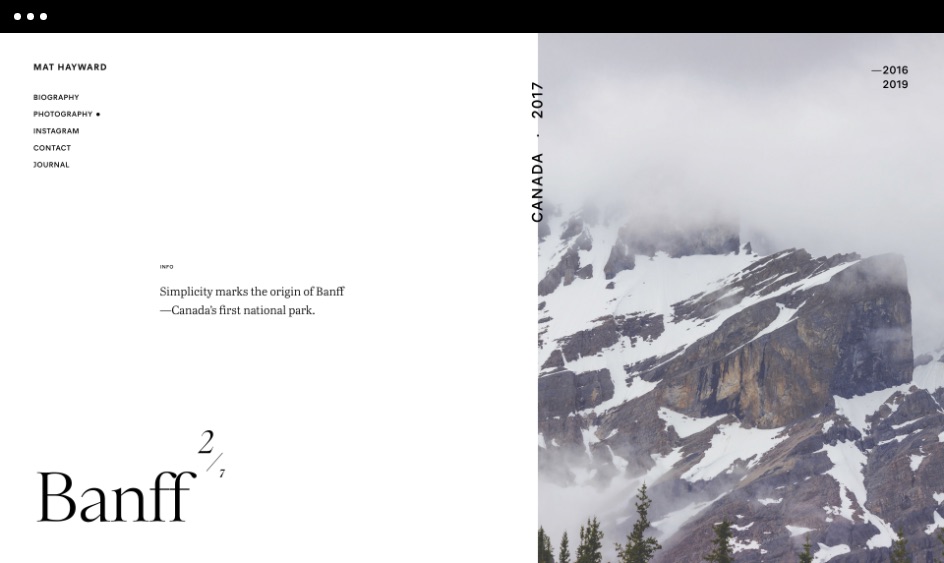 MAT HAYWARD
BIOGRAPHY
PHOTOGRAPHY •
INSTAGRAM
CONTACT
JOURNAL
INFO
Simplicity marks the origin of Banff
—Canada's first national park.
Banff
2/7
CANADA · 2017
—2016
2019